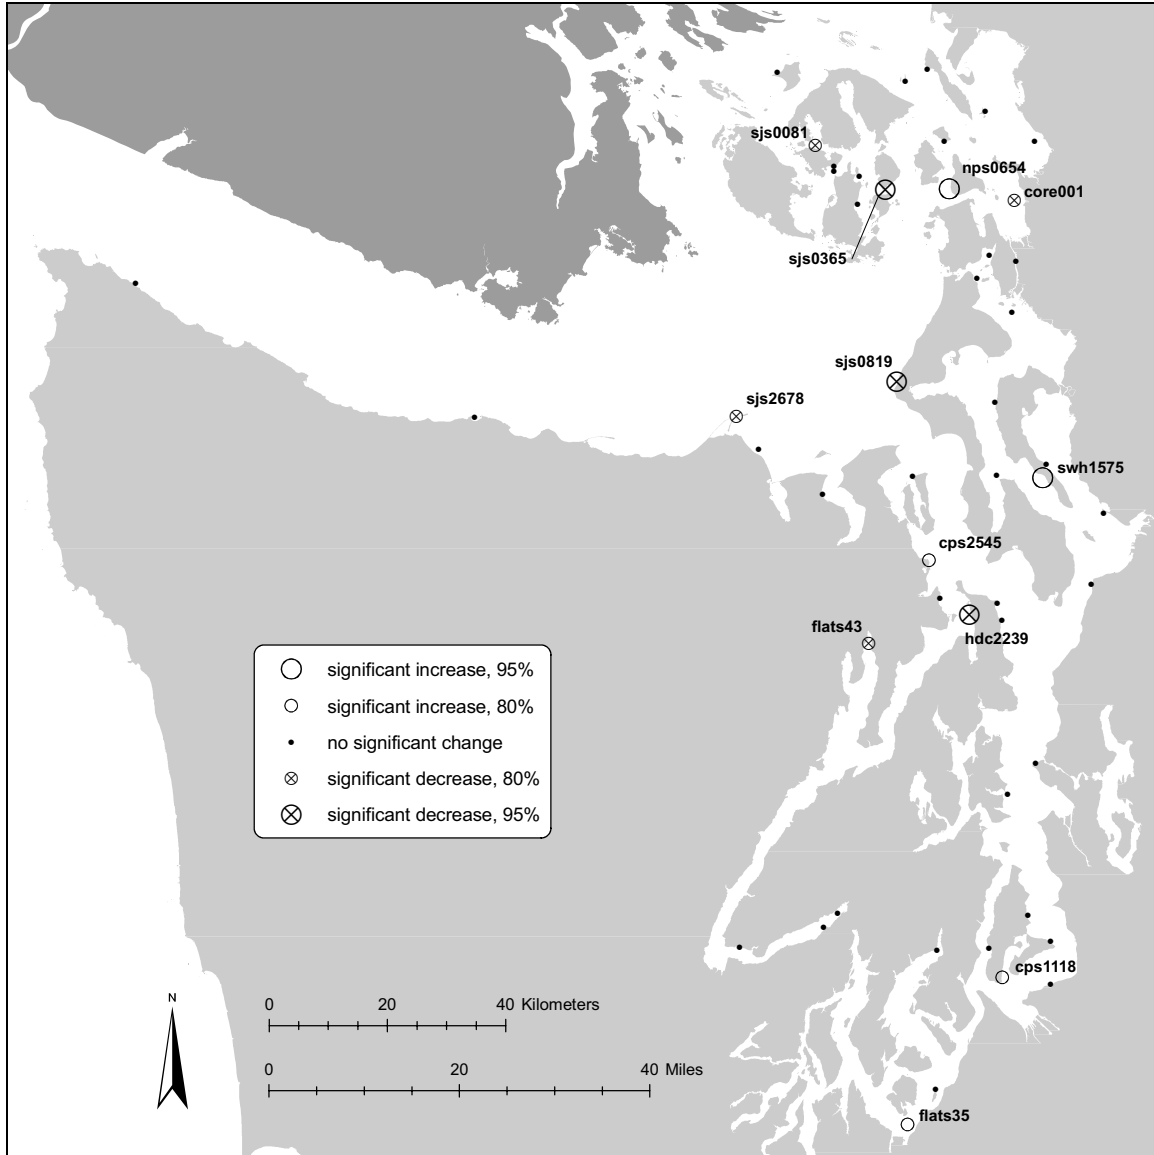 sjs0081
nps0654
core001
sjs0365
sjs0819
sjs2678
swh1575
cps2545
flats43
hdc2239
significant increase, 95%
significant increase, 80%
no significant change
significant decrease, 80%
significant decrease, 95%
cps1118
N
0 20 40 Kilometers
0 20 40 Miles
flats35